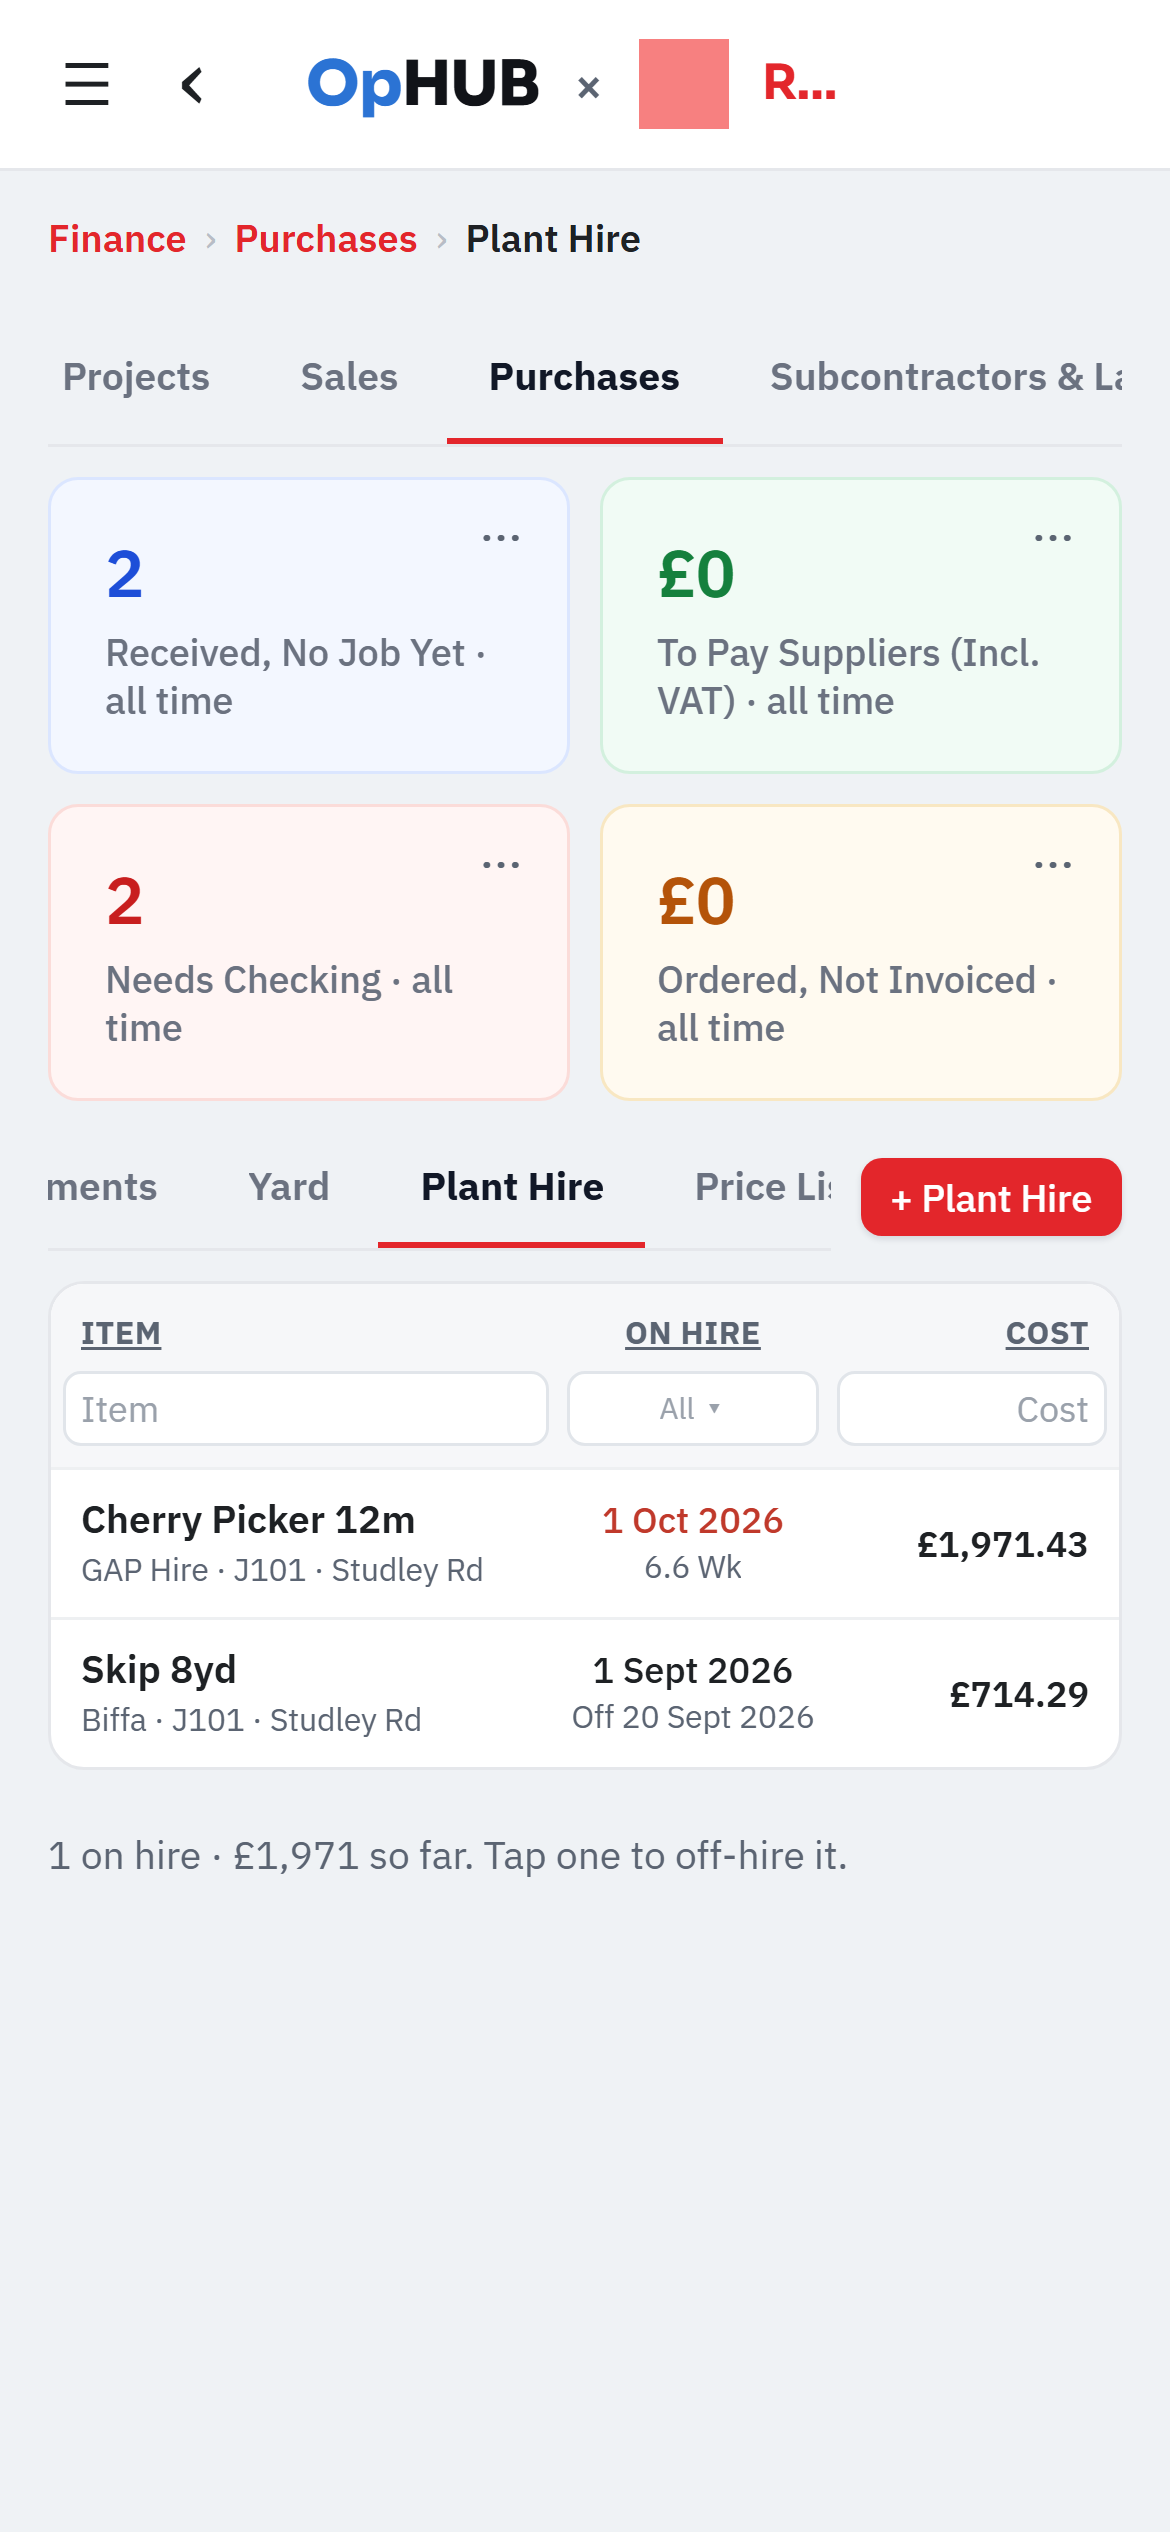 OpHUB × R...
Finance › Purchases › Plant Hire
Projects Sales Purchases Subcontractors & La
2
Received, No Job Yet ·
all time
£0
To Pay Suppliers (Incl.
VAT) · all time
2
Needs Checking · all
time
£0
Ordered, Not Invoiced ·
all time
ments Yard Plant Hire Price Lis
+ Plant Hire
ITEM ON HIRE COST
Item All ▼ Cost
Cherry Picker 12m
GAP Hire · J101 · Studley Rd
1 Oct 2026
6.6 Wk
£1,971.43
Skip 8yd
Biffa · J101 · Studley Rd
1 Sept 2026
Off 20 Sept 2026
£714.29
1 on hire · £1,971 so far. Tap one to off-hire it.